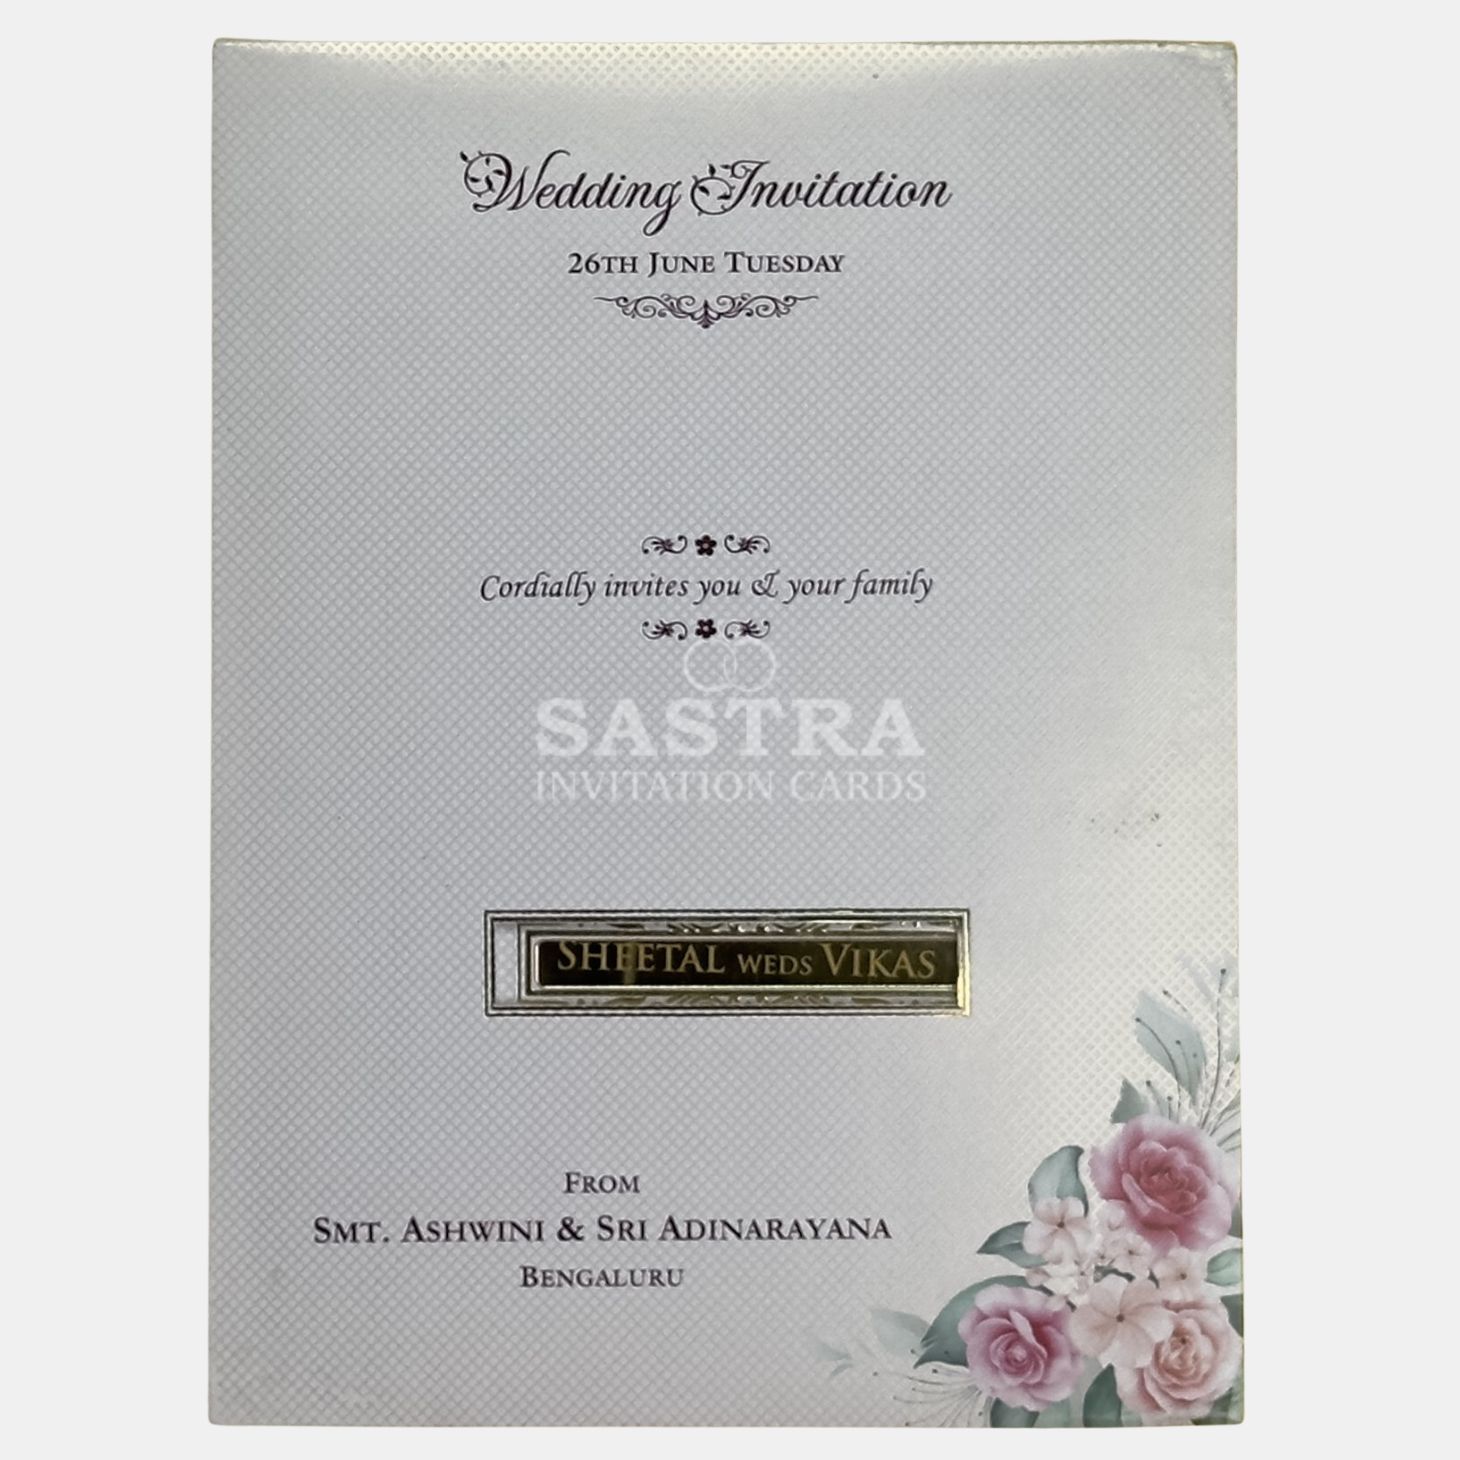 Wedding Invitation
26TH JUNE TUESDAY
Cordially invites you & your family
SASTRA
INVITATION CARDS
SHEETAL WEDS VIKAS
FROM
SMT. ASHWINI & SRI ADINARAYANA
BENGALURU